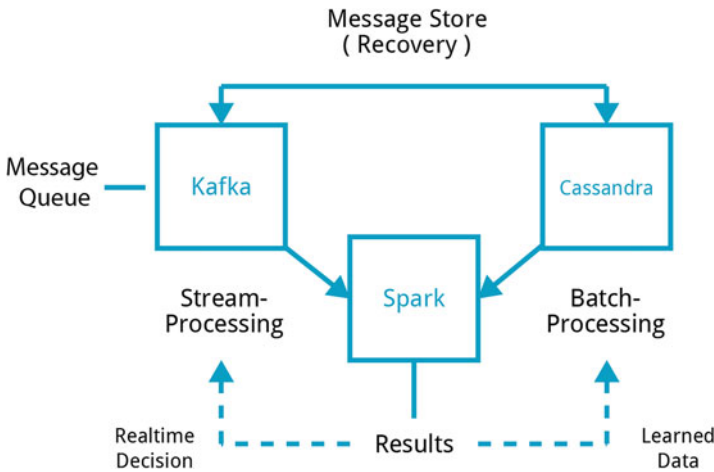 Message Store
( Recovery )
Message
Queue
Kafka
Cassandra
Spark
Stream-
Processing
Batch-
Processing
Realtime
Decision
Results
Learned
Data